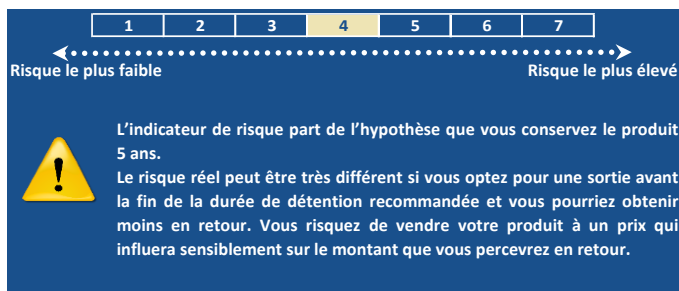 1 2 3 4 5 6 7
Risque le plus faible Risque le plus élevé
L’indicateur de risque part de l’hypothèse que vous conservez le produit
5 ans.
Le risque réel peut être très différent si vous optez pour une sortie avant
la fin de la durée de détention recommandée et vous pourriez obtenir
moins en retour. Vous risquez de vendre votre produit à un prix qui
influera sensiblement sur le montant que vous percevrez en retour.